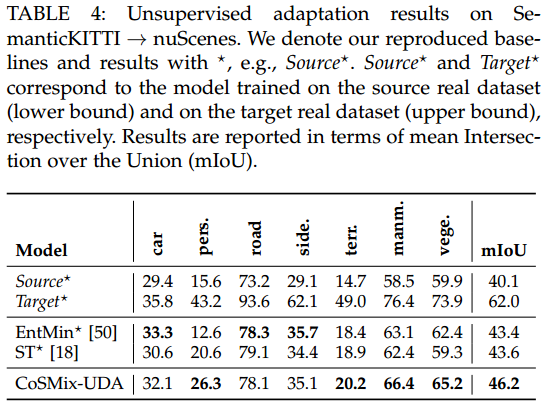 TABLE 4: Unsupervised adaptation results on Se-
manticKITTI → nuScenes. We denote our reproduced base-
lines and results with ⋆, e.g., Source⋆. Source⋆ and Target⋆
correspond to the model trained on the source real dataset
(lower bound) and on the target real dataset (upper bound),
respectively. Results are reported in terms of mean Intersec-
tion over the Union (mIoU).
Model car pers. road side. terr. manm. vege. mIoU
Source⋆ 29.4 15.6 73.2 29.1 14.7 58.5 59.9 40.1
Target⋆ 35.8 43.2 93.6 62.1 49.0 76.4 73.9 62.0
EntMin⋆ [50] 33.3 12.6 78.3 35.7 18.4 63.1 62.4 43.4
ST⋆ [18] 30.6 20.6 79.1 34.4 18.9 62.4 59.3 43.6
CoSMix-UDA 32.1 26.3 78.1 35.1 20.2 66.4 65.2 46.2